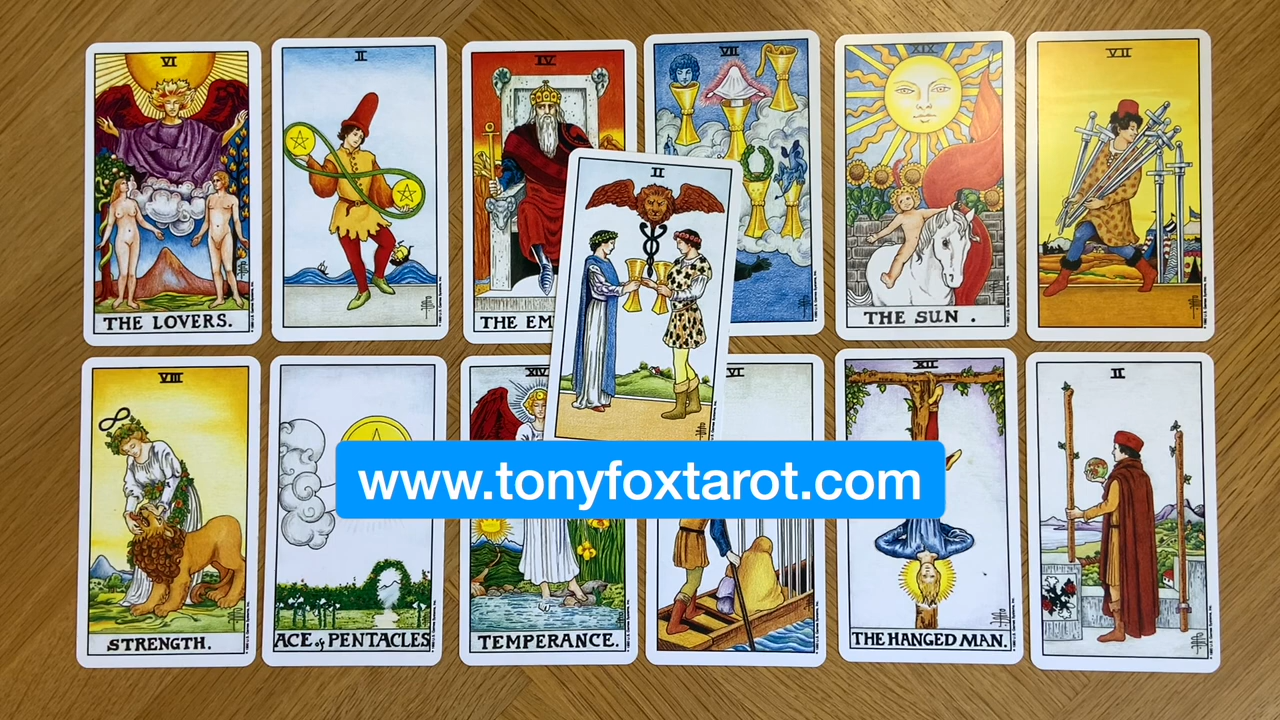 VI
II
IV
VII
XIX
VII
II
THE LOVERS.
THE EM
THE SUN .
VIII
XIV
VI
XII
II
www.tonyfoxtarot.com
STRENGTH.
ACE of PENTACLES
TEMPERANCE.
THE HANGED MAN.